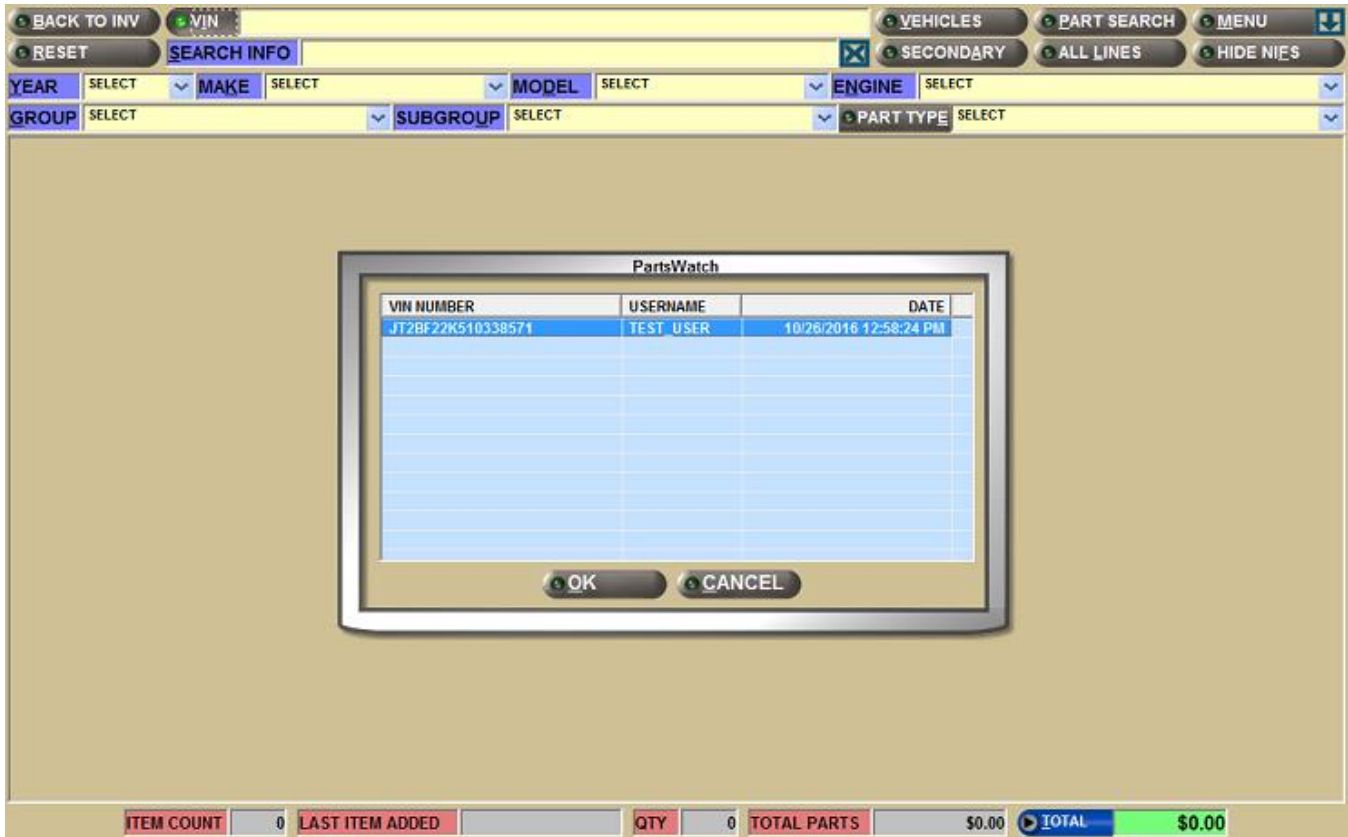 BACK TO INV VIN VEHICLES PART SEARCH MENU
RESET SEARCH INFO SECONDARY ALL LINES HIDE NIFS
YEAR SELECT MAKE SELECT MODEL SELECT ENGINE SELECT
GROUP SELECT SUBGROUP SELECT PART TYPE SELECT
PartsWatch
VIN NUMBER USERNAME DATE
JT2BF22K510338571 TEST_USER 10/26/2016 12:58:24 PM
OK CANCEL
ITEM COUNT 0 LAST ITEM ADDED QTY 0 TOTAL PARTS $0.00 TOTAL $0.00